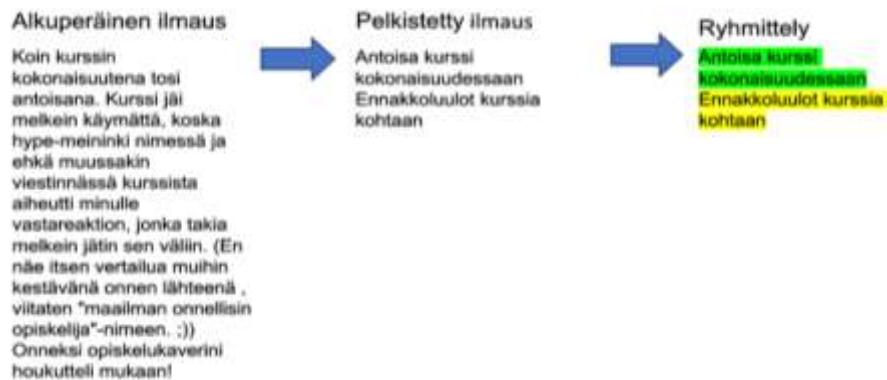 Alkuperäinen ilmaus
Koin kurssin
kokonaisuutena tosi
antoisana. Kurssi jäi
melkein käymättä, koska
hype-meininki nimessä ja
ehkä muussakin
viestinnässä kurssista
aiheutti minulle
vastareaktion, jonka takia
melkein jätin sen väliin. (En
näe itsen vertailua muihin
kestävänä onnen lähteenä ,
viitaten "maailman onnellisin
opiskelija"-nimeen. ;))
Onneksi opiskelukaverini
houkutteli mukaan!
Pelkistetty ilmaus
Antoisa kurssi
kokonaisuudessaan
Ennakkoluulot kurssia
kohtaan
Ryhmittely
Antoisa kurssi
kokonaisuudessaan
Ennakkoluulot kurssia
kohtaan